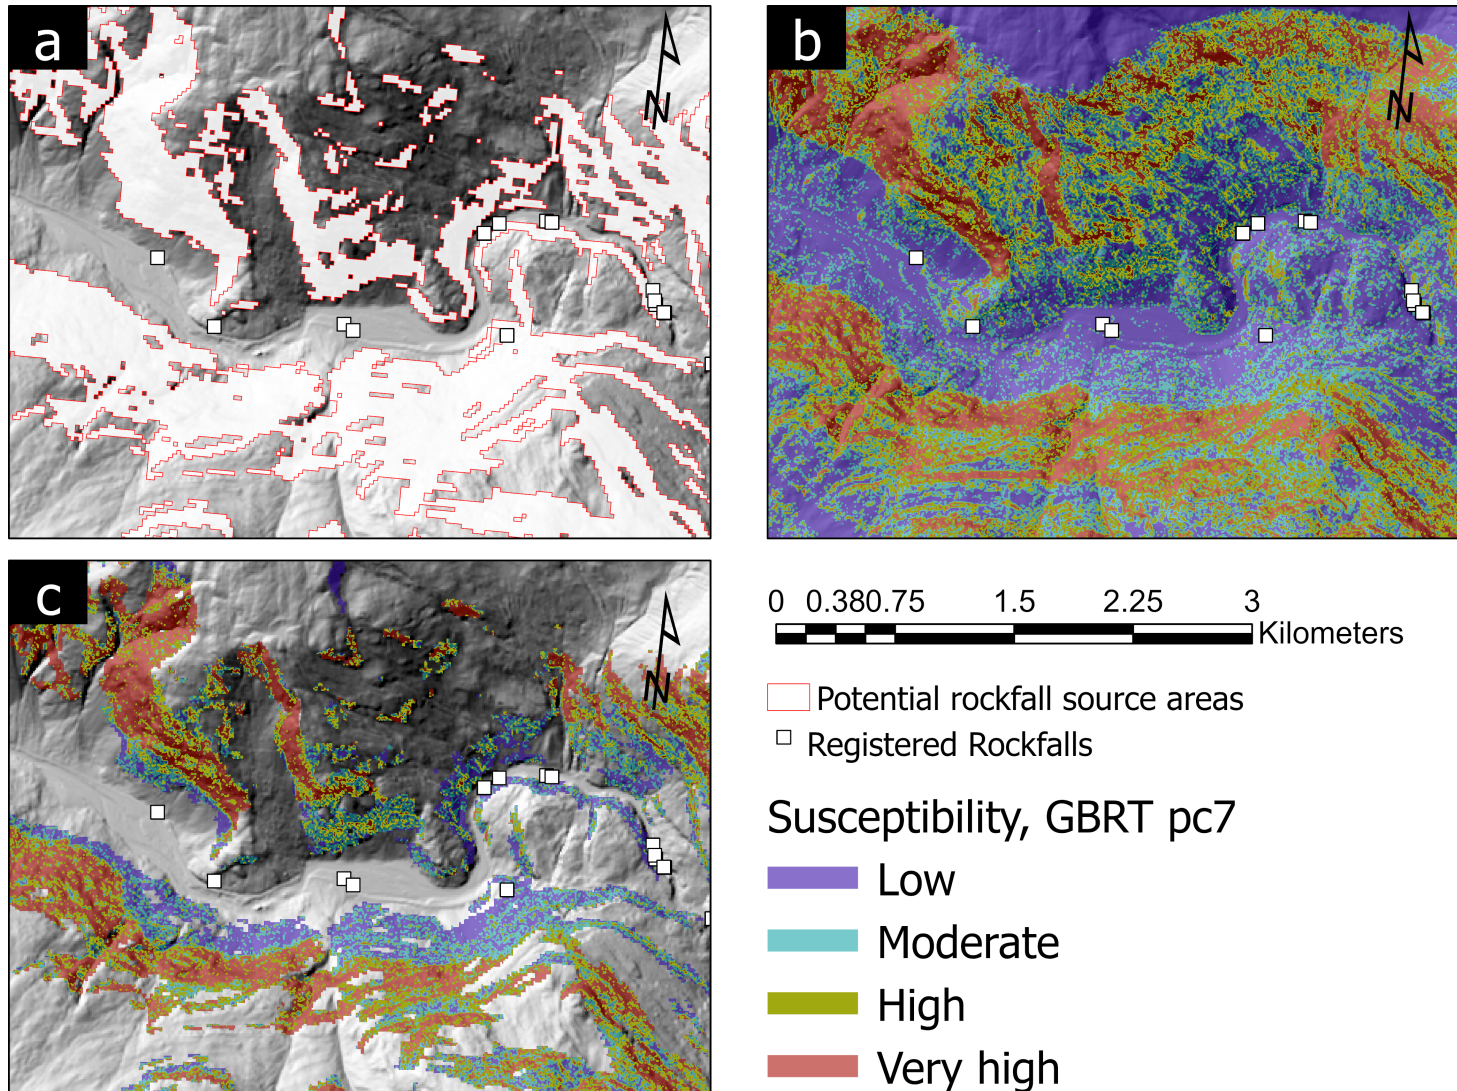 a
N
b
N
c
N
0 0.380.75 1.5 2.25 3
Kilometers
Potential rockfall source areas
Registered Rockfalls
Susceptibility, GBRT pc7
Low
Moderate
High
Very high